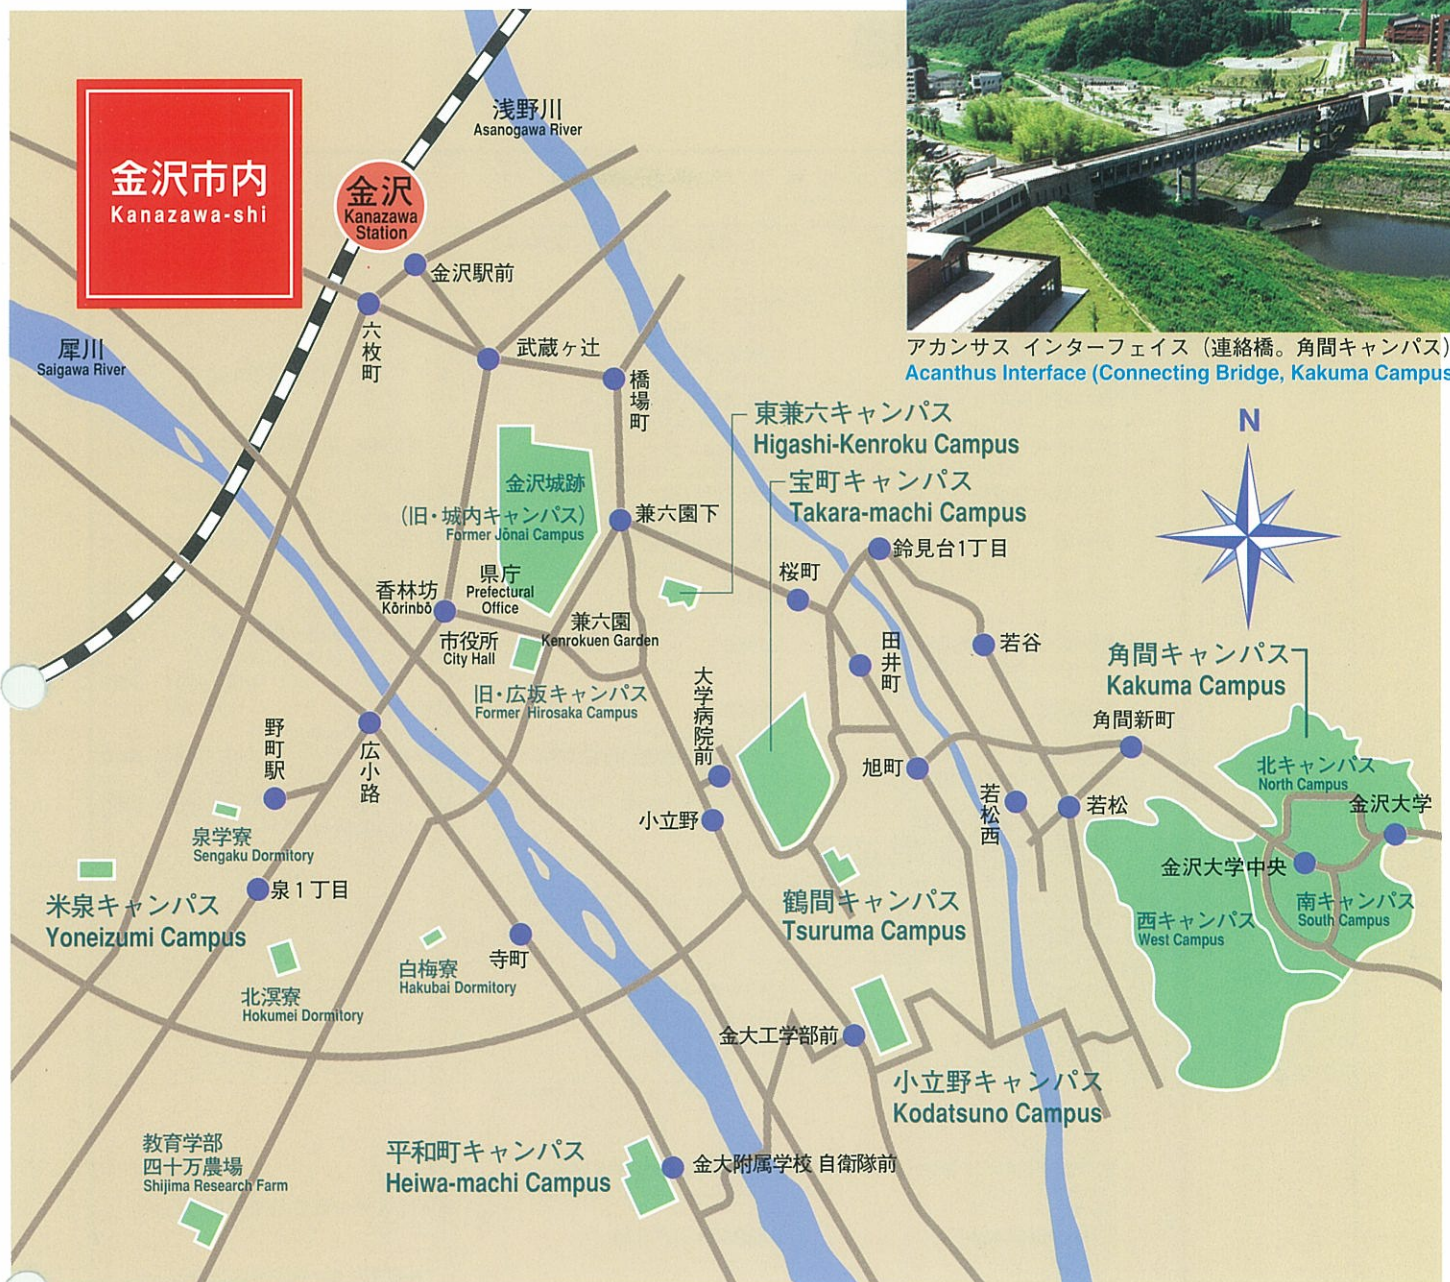 金沢市内
Kanazawa-shi
金沢
Kanazawa
Station
浅野川
Asanogawa River
金沢駅前
六枚町
武蔵ヶ辻
橋場町
犀川
Saigawa River
アカンサス インターフェイス（連絡橋。角間キャンパス）
Acanthus Interface (Connecting Bridge, Kakuma Campus
N
東兼六キャンパス
Higashi-Kenroku Campus
宝町キャンパス
Takara-machi Campus
金沢城跡
（旧・城内キャンパス）
Former Jōnai Campus
兼六園下
鈴見台1丁目
桜町
香林坊
Kōrinbō
県庁
Prefectural
Office
市役所
City Hall
兼六園
Kenrokuen Garden
旧・広坂キャンパス
Former Hirosaka Campus
大学病院前
田井町
若谷
角間キャンパス
Kakuma Campus
角間新町
野町駅
広小路
小立野
旭町
若松西
若松
北キャンパス
North Campus
金沢大学
金沢大学中央
南キャンパス
South Campus
西キャンパス
West Campus
泉学寮
Sengaku Dormitory
米泉キャンパス
Yoneizumi Campus
泉1丁目
鶴間キャンパス
Tsuruma Campus
寺町
白梅寮
Hakubai Dormitory
北溟寮
Hokumei Dormitory
金大工学部前
小立野キャンパス
Kodatsuno Campus
教育学部
四十万農場
Shijima Research Farm
平和町キャンパス
Heiwa-machi Campus
金大附属学校 自衛隊前